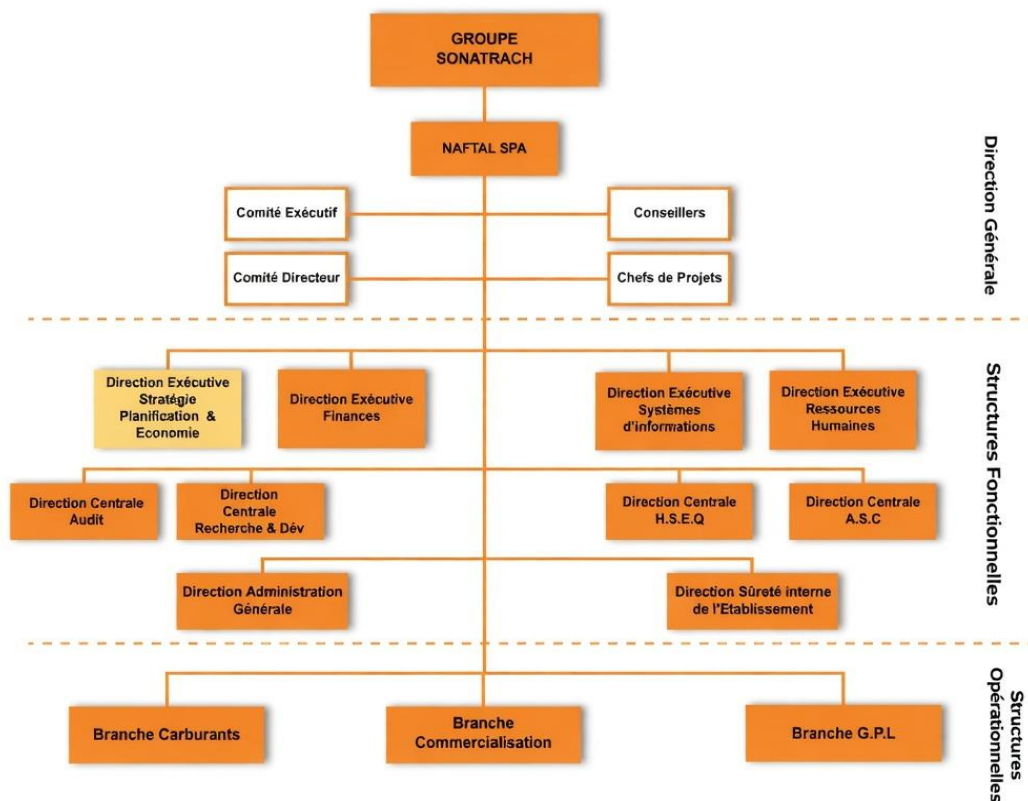 GROUPE
SONATRACH
NAFTAL SPA
Comité Exécutif
Conseillers
Comité Directeur
Chefs de Projets
Direction Générale
Direction Exécutive
Stratégie
Planification &
Economie
Direction Exécutive
Finances
Direction Exécutive
Systèmes
d'informations
Direction Exécutive
Ressources
Humaines
Direction Centrale
Audit
Direction
Centrale
Recherche & Dév
Direction Centrale
H.S.E.Q
Direction Centrale
A.S.C
Direction Administration
Générale
Direction Sûreté interne
de l'Etablissement
Structures Fonctionnelles
Branche Carburants
Branche
Commercialisation
Branche G.P.L
Structures
Opérationnelles